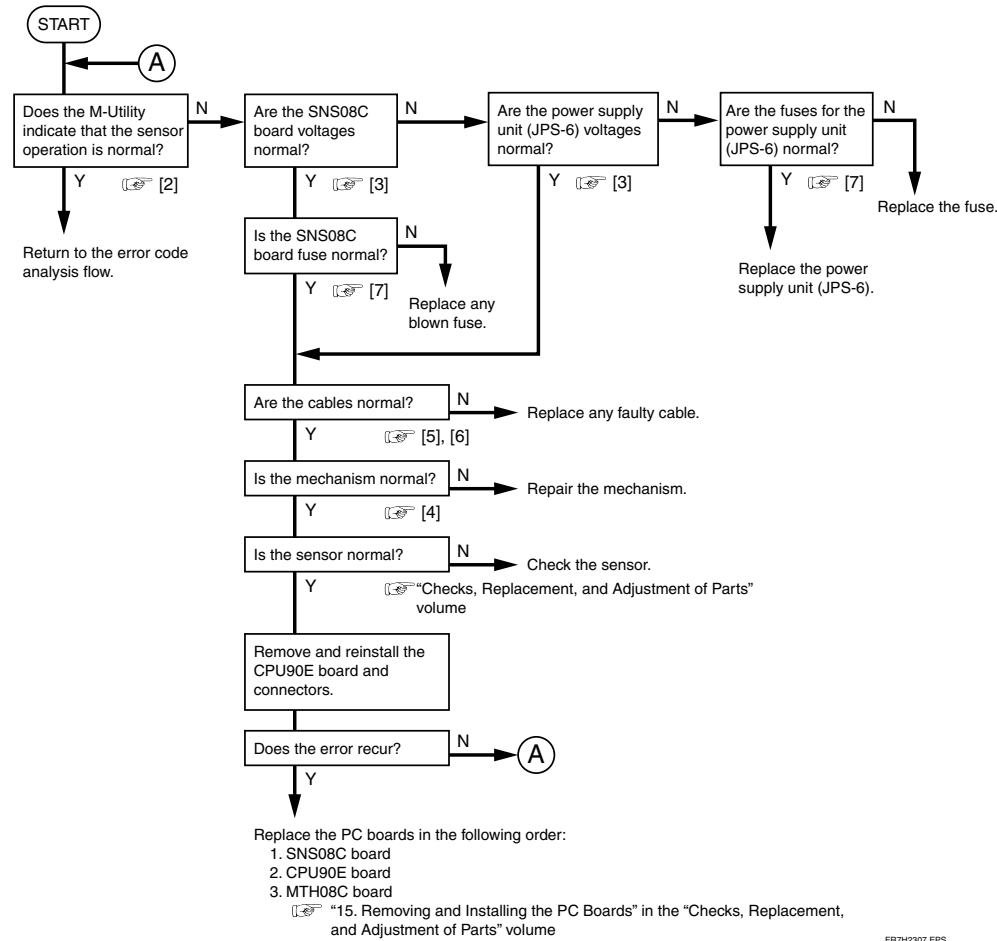 START
A
Does the M-Utility
indicate that the sensor
operation is normal?
N
Y
[2]
Return to the error code
analysis flow.
Are the SNS08C
board voltages
normal?
N
Y
[3]
Are the power supply
unit (JPS-6) voltages
normal?
N
Y
[3]
Are the fuses for the
power supply unit
(JPS-6) normal?
N
Y
[7]
Replace the fuse.
Replace the power
supply unit (JPS-6).
Is the SNS08C
board fuse normal?
N
Y
[7]
Replace any
blown fuse.
Are the cables normal?
N
Replace any faulty cable.
Y
[5], [6]
Is the mechanism normal?
N
Repair the mechanism.
Y
[4]
Is the sensor normal?
N
Check the sensor.
Y
"Checks, Replacement, and Adjustment of Parts"
volume
Remove and reinstall the
CPU90E board and
connectors.
Does the error recur?
N
A
Y
Replace the PC boards in the following order:
1. SNS08C board
2. CPU90E board
3. MTH08C board
"15. Removing and Installing the PC Boards" in the "Checks, Replacement,
and Adjustment of Parts" volume
FR7H2307.EPS